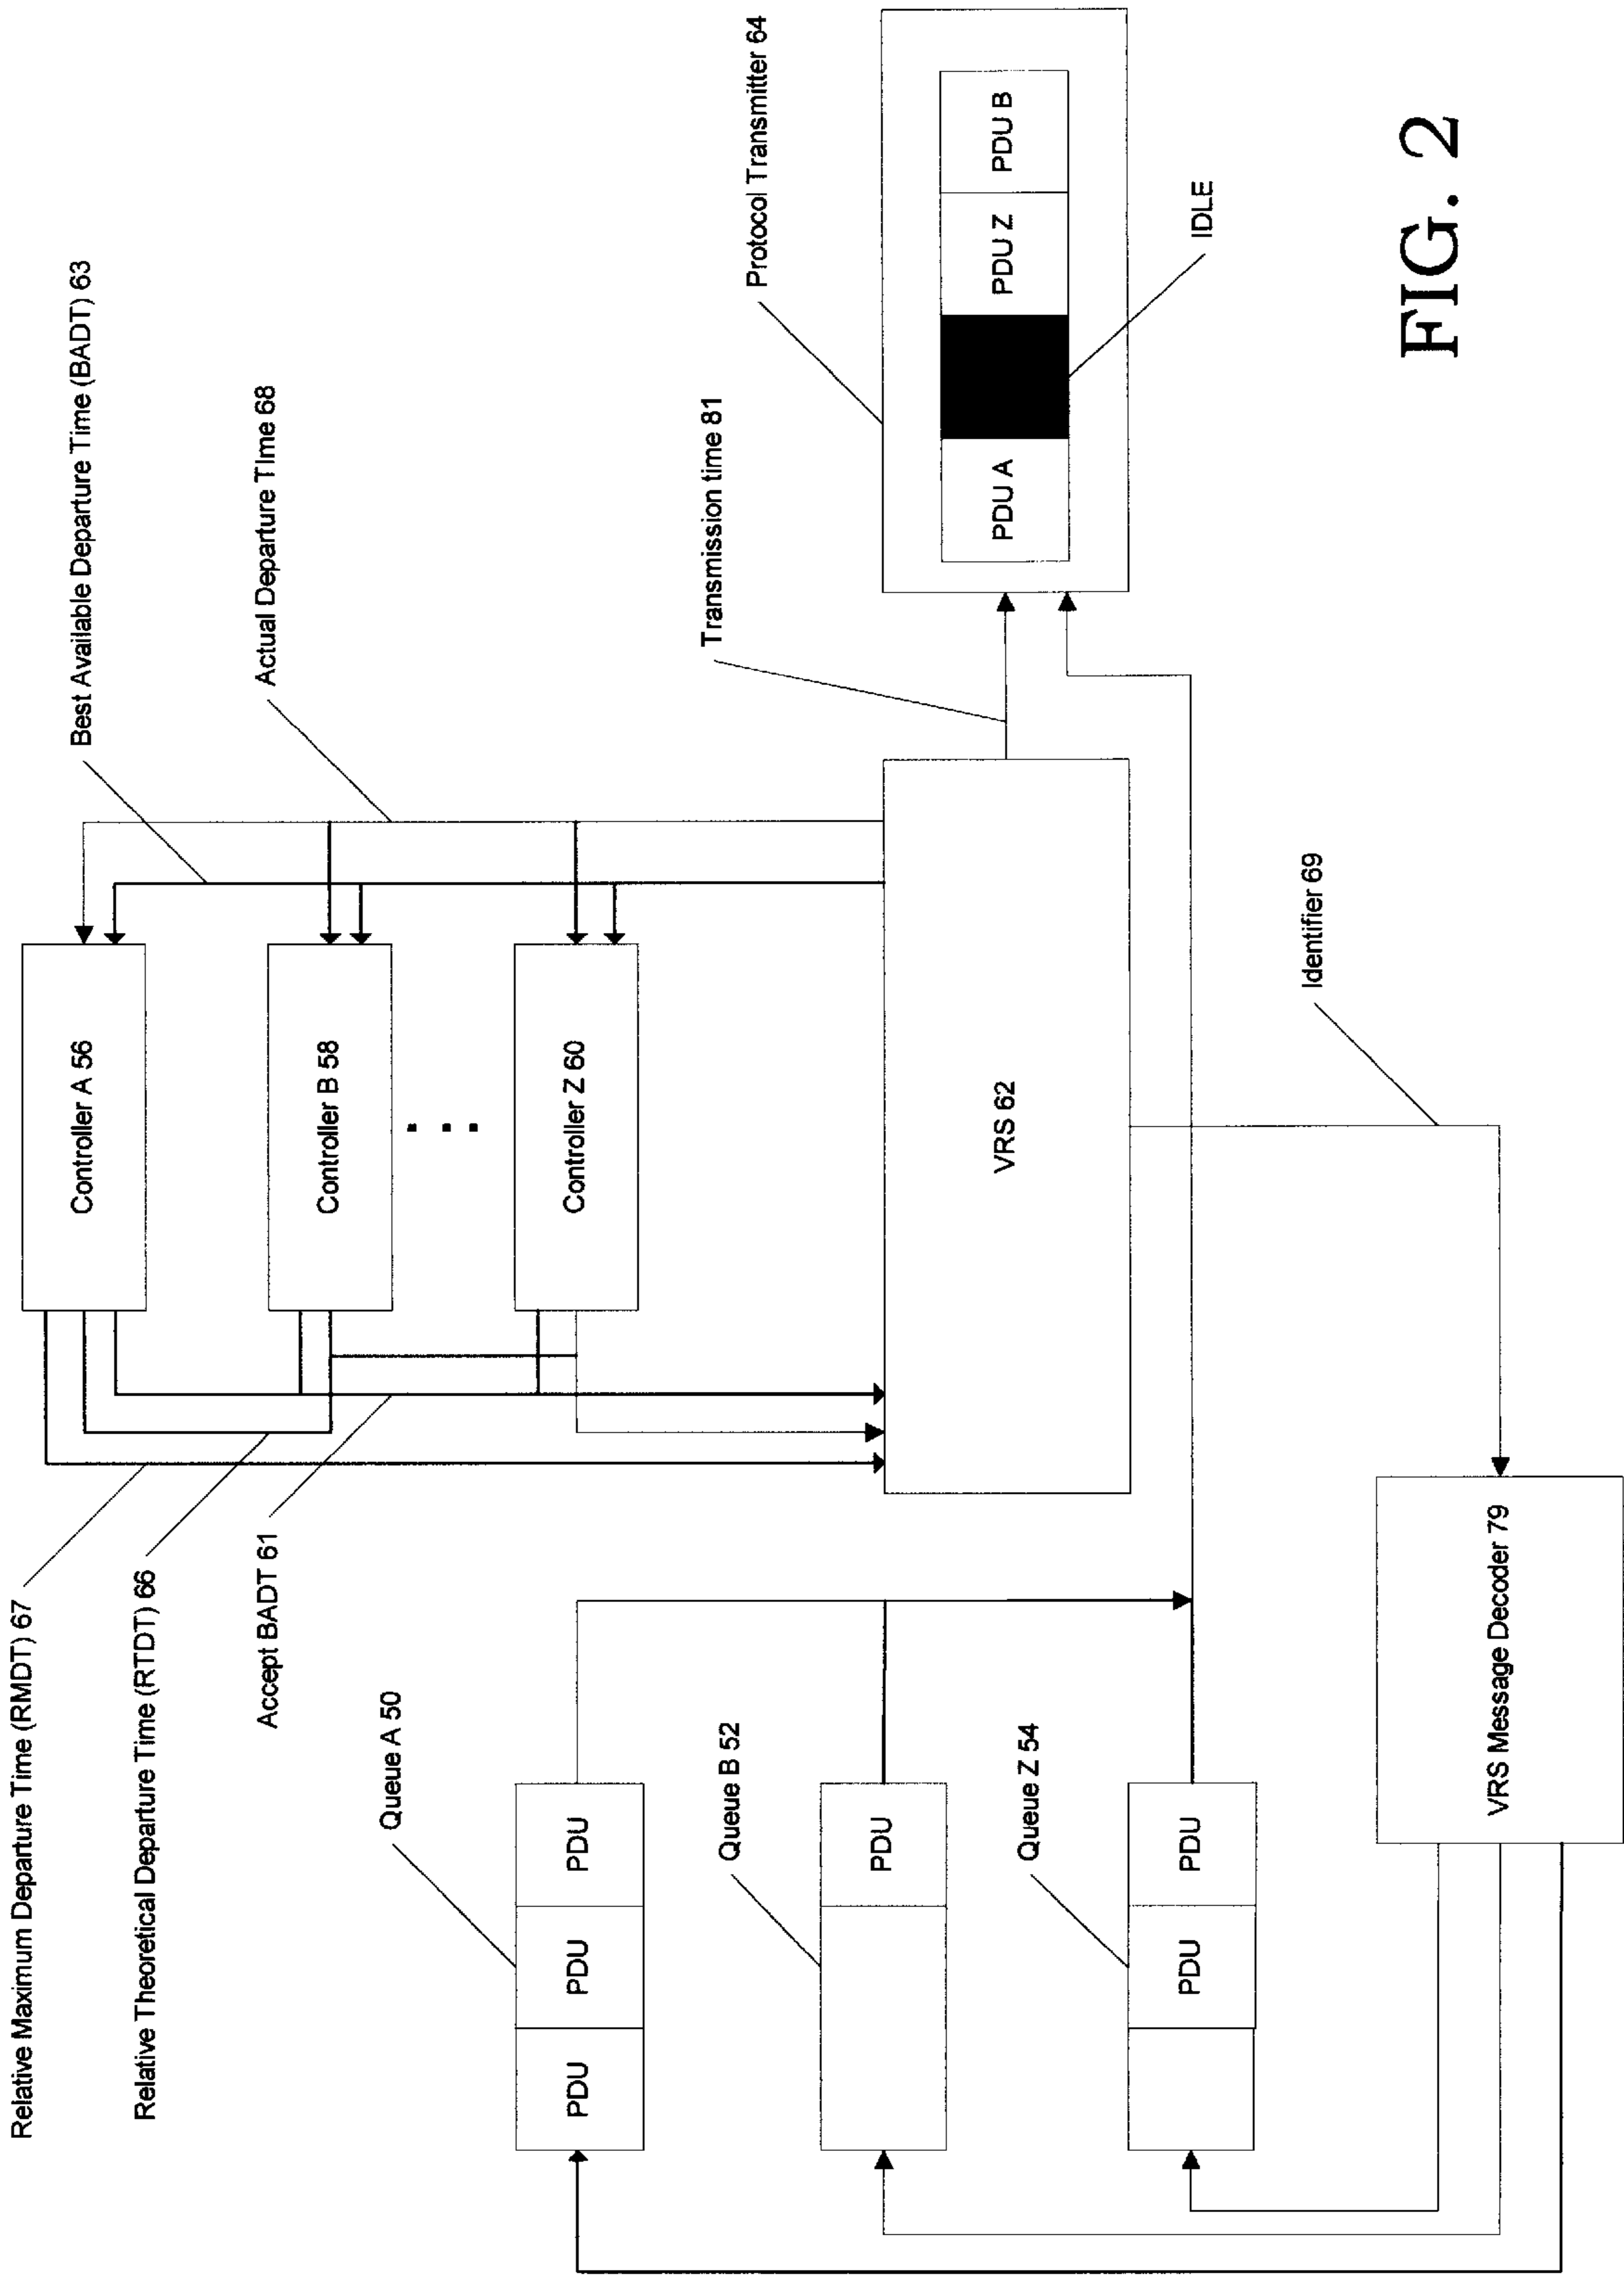 Relative Maximum Departure Time (RMDT) 67
Relative Theoretical Departure Time (RTDT) 66
Accept BADT 61
Best Available Departure Time (BADT) 63
Actual Departure TIme 68
Controller A 56
Controller B 58
Controller Z 60
Queue A 50
PDU
PDU
PDU
Queue B 52
PDU
Queue Z 54
PDU
PDU
VRS 62
Transmission time 81
Protocol Transmitter 64
PDU A
PDU Z
PDU B
IDLE
Identifier 69
VRS Message Decoder 79
FIG. 2